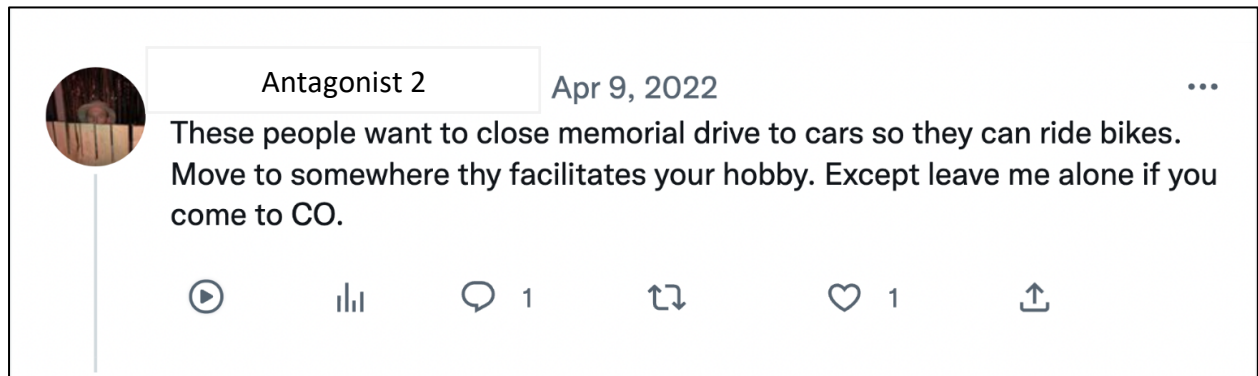 Antagonist 2
Apr 9, 2022
These people want to close memorial drive to cars so they can ride bikes.
Move to somewhere thy facilitates your hobby. Except leave me alone if you
come to CO.
1
1